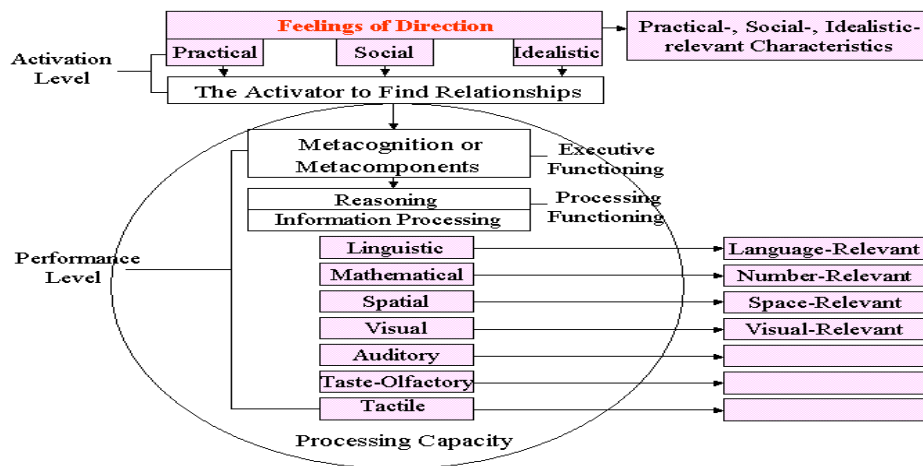 Feelings of Direction
Practical-, Social-, Idealistic-
relevant Characteristics
Practical
Social
Idealistic
Activation
Level
The Activator to Find Relationships
Metacognition or
Metacomponents
Executive
Functioning
Reasoning
Information Processing
Processing
Functioning
Performance
Level
Linguistic
Language-Relevant
Mathematical
Number-Relevant
Spatial
Space-Relevant
Visual
Visual-Relevant
Auditory
Taste-Olfactory
Tactile
Processing Capacity